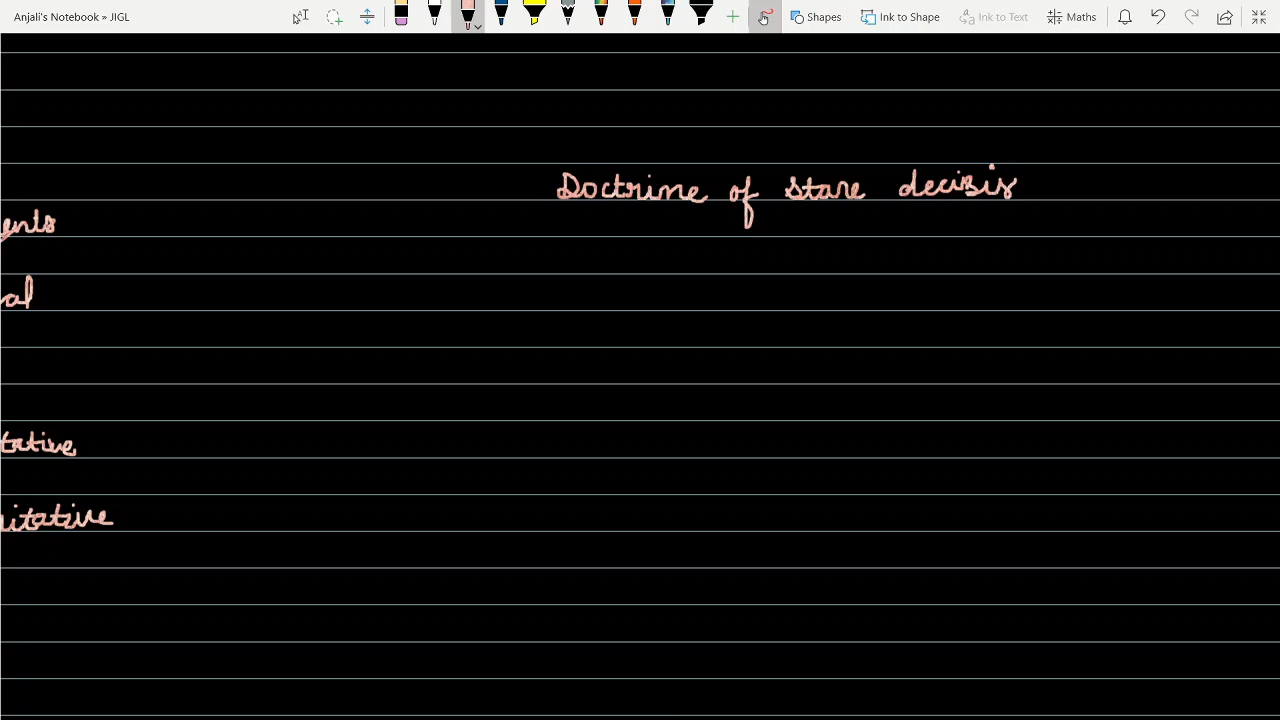 Anjali's Notebook » JIGL
Shapes
Ink to Shape
Ink to Text
Maths
Doctrine of stare decisis
ents
al
tative
itative